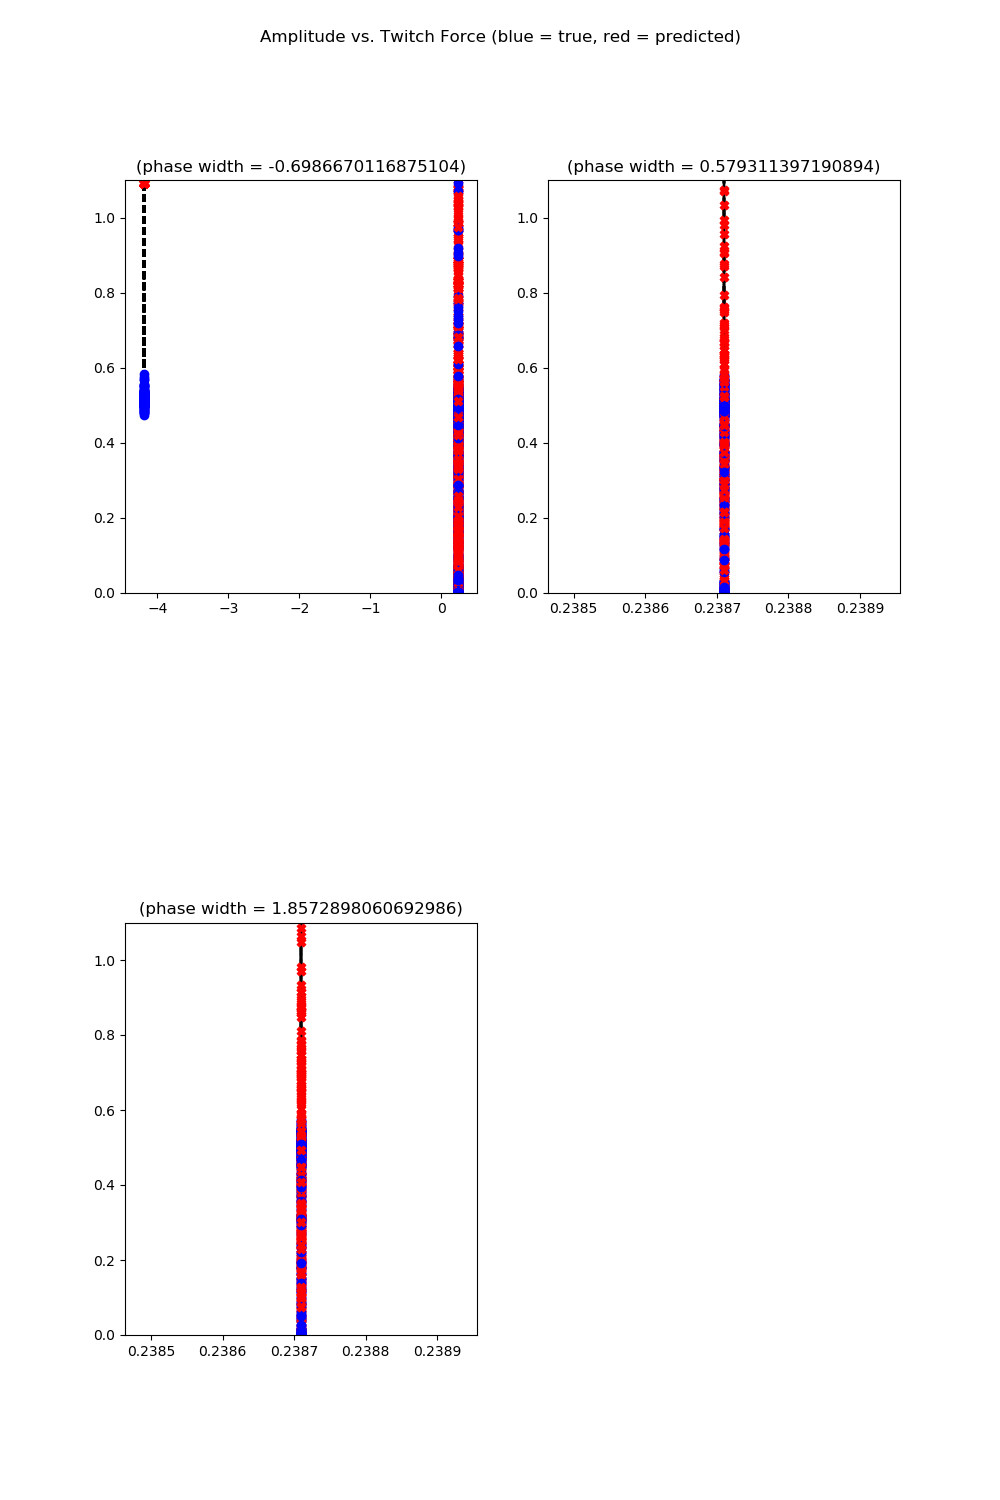 Amplitude vs. Twitch Force (blue = true, red = predicted)
(phase width = -0.6986670116875104)
1.0
0.8
0.6
0.4
0.2
0.0
−4 −3 −2 −1 0
(phase width = 0.579311397190894)
1.0
0.8
0.6
0.4
0.2
0.0
0.2385 0.2386 0.2387 0.2388 0.2389
(phase width = 1.8572898060692986)
1.0
0.8
0.6
0.4
0.2
0.0
0.2385 0.2386 0.2387 0.2388 0.2389